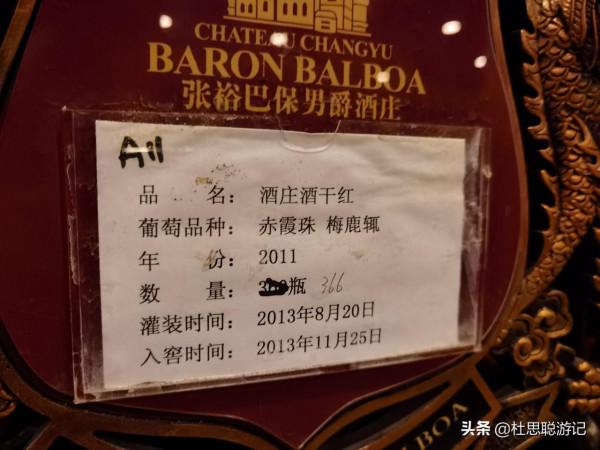 CHATEAU CHANGYU
BARON BALBOA
张裕巴保男爵酒庄
A11
品 名: 酒庄酒干红
葡萄品种: 赤霞珠 梅鹿辄
年 份: 2011
数 量: 瓶 366
灌装时间: 2013年8月20日
入窖时间: 2013年11月25日
BALBOA
头条 @杜思聪游记